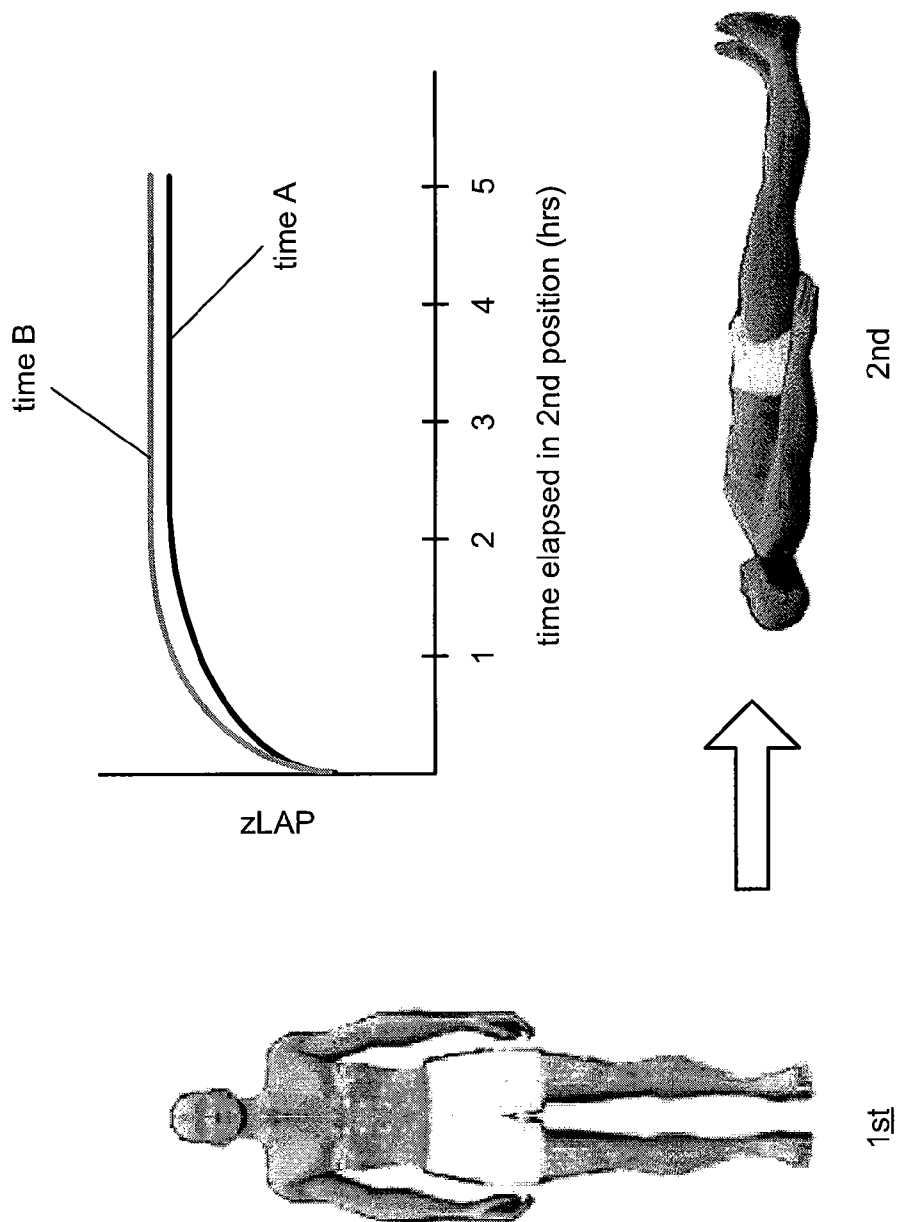 time B
time A
zLAP
1 2 3 4 5
time elapsed in 2nd position (hrs)
1st
2nd